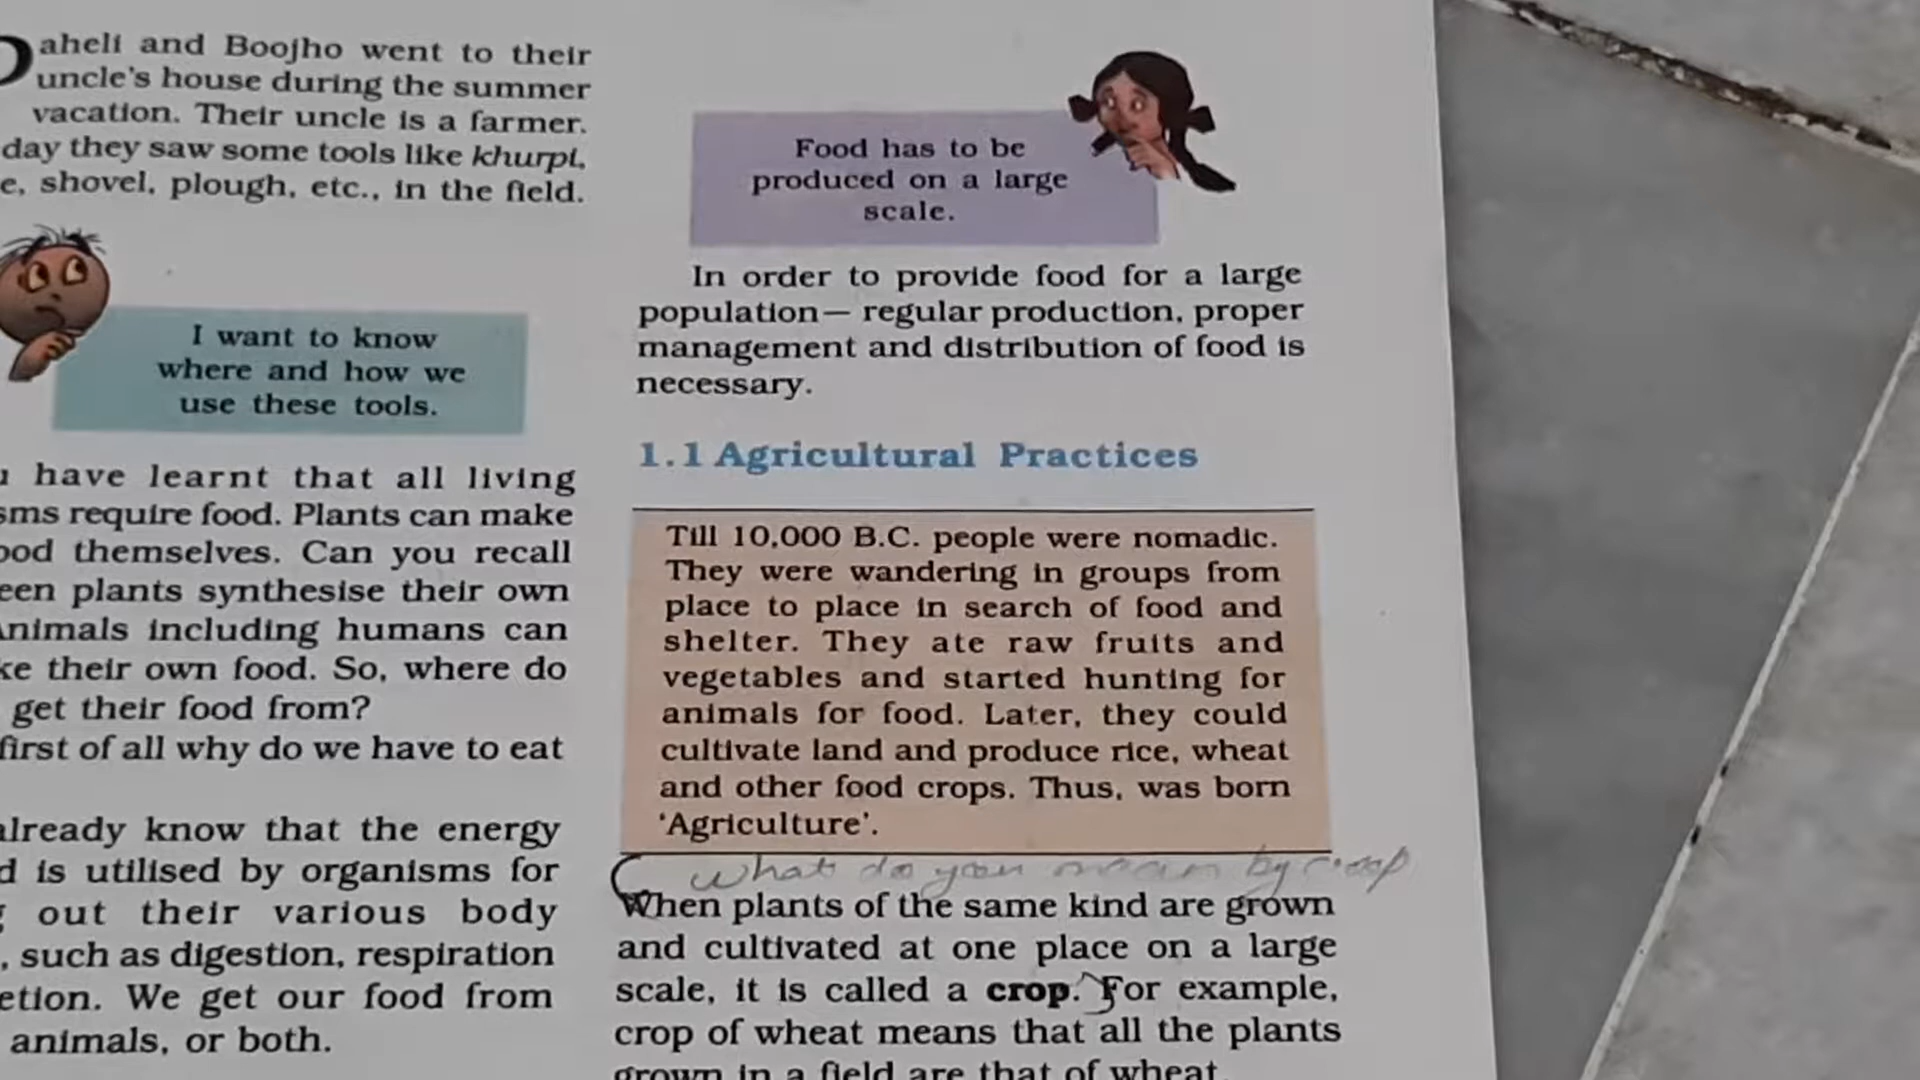 Paheli and Boojho went to their
uncle's house during the summer
vacation. Their uncle is a farmer.
day they saw some tools like khurpi,
e, shovel, plough, etc., in the field.
I want to know
where and how we
use these tools.
u have learnt that all living
sms require food. Plants can make
ood themselves. Can you recall
een plants synthesise their own
Animals including humans can
ke their own food. So, where do
get their food from?
first of all why do we have to eat
already know that the energy
d is utilised by organisms for
g out their various body
, such as digestion, respiration
etion. We get our food from
animals, or both.
Food has to be
produced on a large
scale.
In order to provide food for a large
population— regular production, proper
management and distribution of food is
necessary.
1.1 Agricultural Practices
Till 10,000 B.C. people were nomadic.
They were wandering in groups from
place to place in search of food and
shelter. They ate raw fruits and
vegetables and started hunting for
animals for food. Later, they could
cultivate land and produce rice, wheat
and other food crops. Thus, was born
‘Agriculture’.
what do you mean by crop
When plants of the same kind are grown
and cultivated at one place on a large
scale, it is called a crop. For example,
crop of wheat means that all the plants
grown in a field are that of wheat.